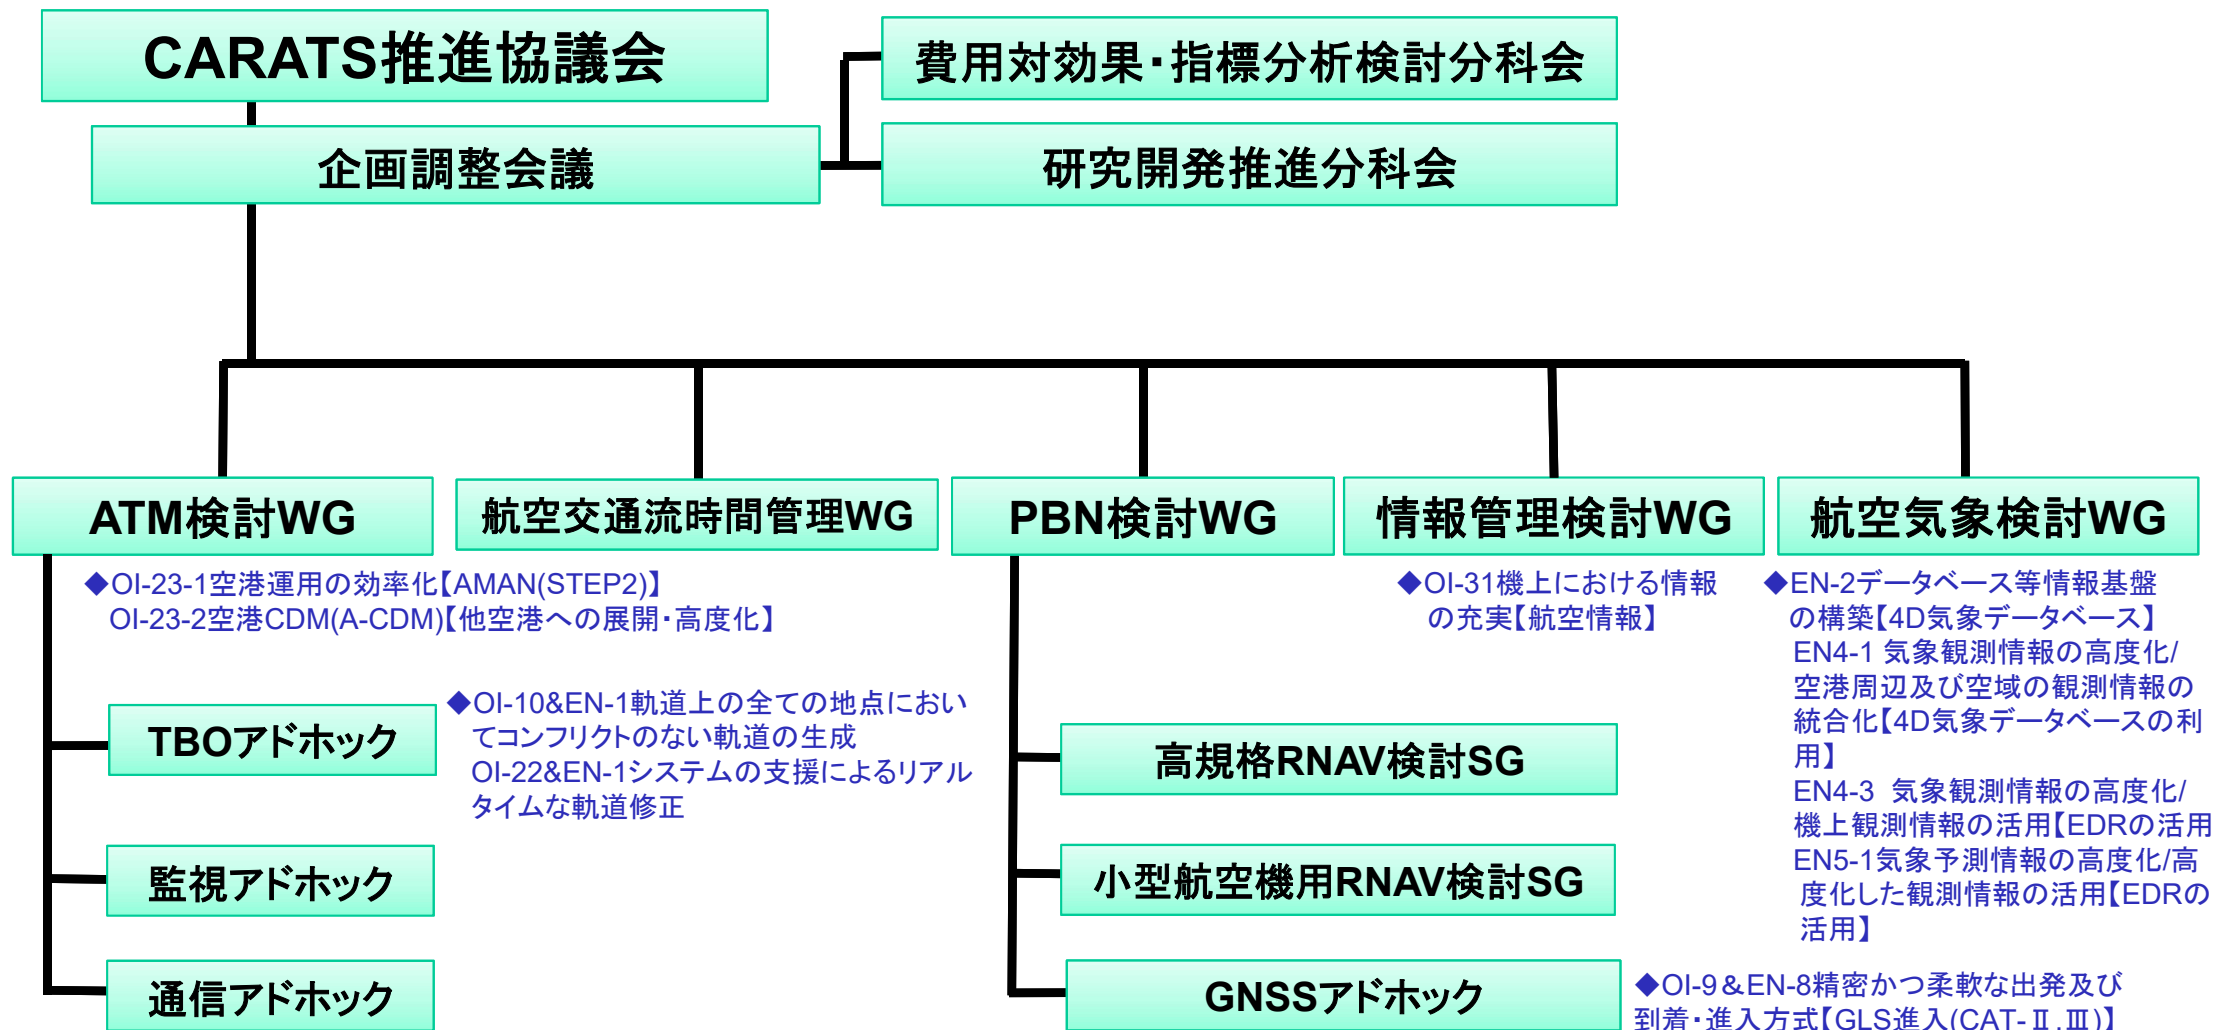 CARATS推進協議会
費用対効果・指標分析検討分科会
企画調整会議
研究開発推進分科会
ATM検討WG
航空交通流時間管理WG
PBN検討WG
情報管理検討WG
航空気象検討WG
◆OI-23-1空港運用の効率化【AMAN(STEP2)】
OI-23-2空港CDM(A-CDM)【他空港への展開・高度化】
◆OI-31機上における情報
の充実【航空情報】
◆EN-2データベース等情報基盤
の構築【4D気象データベース】
EN4-1 気象観測情報の高度化/
空港周辺及び空域の観測情報の
統合化【4D気象データベースの利
用】
EN4-3 気象観測情報の高度化/
機上観測情報の活用【EDRの活用
EN5-1気象予測情報の高度化/高
度化した観測情報の活用【EDRの
活用】
TBOアドホック
◆OI-10&EN-1軌道上の全ての地点におい
てコンフリクトのない軌道の生成
OI-22&EN-1システムの支援によるリアル
タイムな軌道修正
高規格RNAV検討SG
監視アドホック
小型航空機用RNAV検討SG
通信アドホック
GNSSアドホック
◆OI-9&EN-8精密かつ柔軟な出発及び
到着・進入方式【GLS進入(CAT-Ⅱ,Ⅲ)】